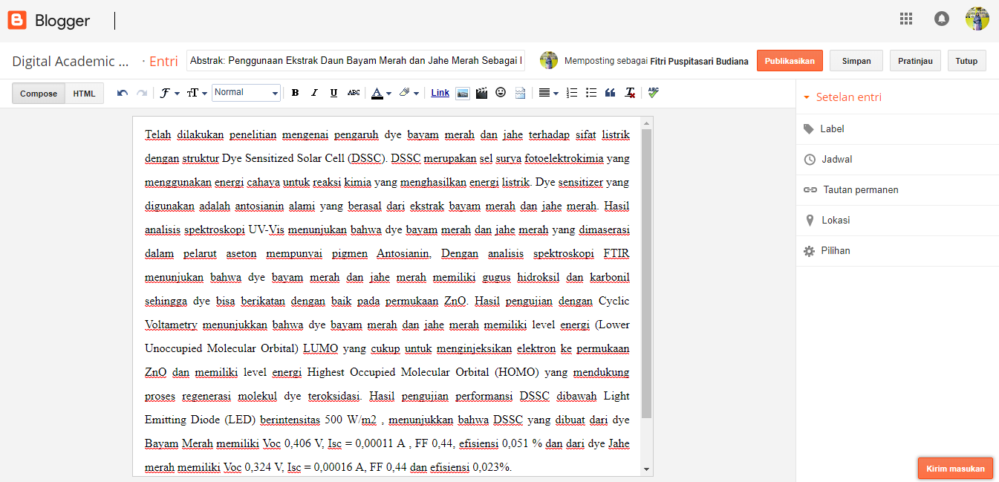 Blogger
Digital Academic ... · Entri
Abstrak: Penggunaan Ekstrak Daun Bayam Merah dan Jahe Merah Sebagai
Memposting sebagai Fitri Puspitasari Budiana
Publikasikan Simpan Pratinjau Tutup
Compose HTML Normal B I U ABC A Link ABC
Telah dilakukan penelitian mengenai pengaruh dye bayam merah dan jahe terhadap sifat listrik
dengan struktur Dye Sensitized Solar Cell (DSSC). DSSC merupakan sel surya fotoelektrokimia yang
menggunakan energi cahaya untuk reaksi kimia yang menghasilkan energi listrik. Dye sensitizer yang
digunakan adalah antosianin alami yang berasal dari ekstrak bayam merah dan jahe merah. Hasil
analisis spektroskopi UV-Vis menunjukan bahwa dye bayam merah dan jahe merah yang dimaserasi
dalam pelarut aseton mempunyai pigmen Antosianin, Dengan analisis spektroskopi FTIR
menunjukan bahwa dye bayam merah dan jahe merah memiliki gugus hidroksil dan karbonil
sehingga dye bisa berikatan dengan baik pada permukaan ZnO. Hasil pengujian dengan Cyclic
Voltametry menunjukkan bahwa dye bayam merah dan jahe merah memiliki level energi (Lower
Unoccupied Molecular Orbital) LUMO yang cukup untuk menginjeksikan elektron ke permukaan
ZnO dan memiliki level energi Highest Occupied Molecular Orbital (HOMO) yang mendukung
proses regenerasi molekul dye teroksidasi. Hasil pengujian performansi DSSC dibawah Light
Emitting Diode (LED) berintensitas 500 W/m2 , menunjukkan bahwa DSSC yang dibuat dari dye
Bayam Merah memiliki Voc 0,406 V, Isc = 0,00011 A , FF 0,44, efisiensi 0,051 % dan dari dye Jahe
merah memiliki Voc 0,324 V, Isc = 0,00016 A, FF 0,44 dan efisiensi 0,023%.
Setelan entri
Label
Jadwal
Tautan permanen
Lokasi
Pilihan
Kirim masukan